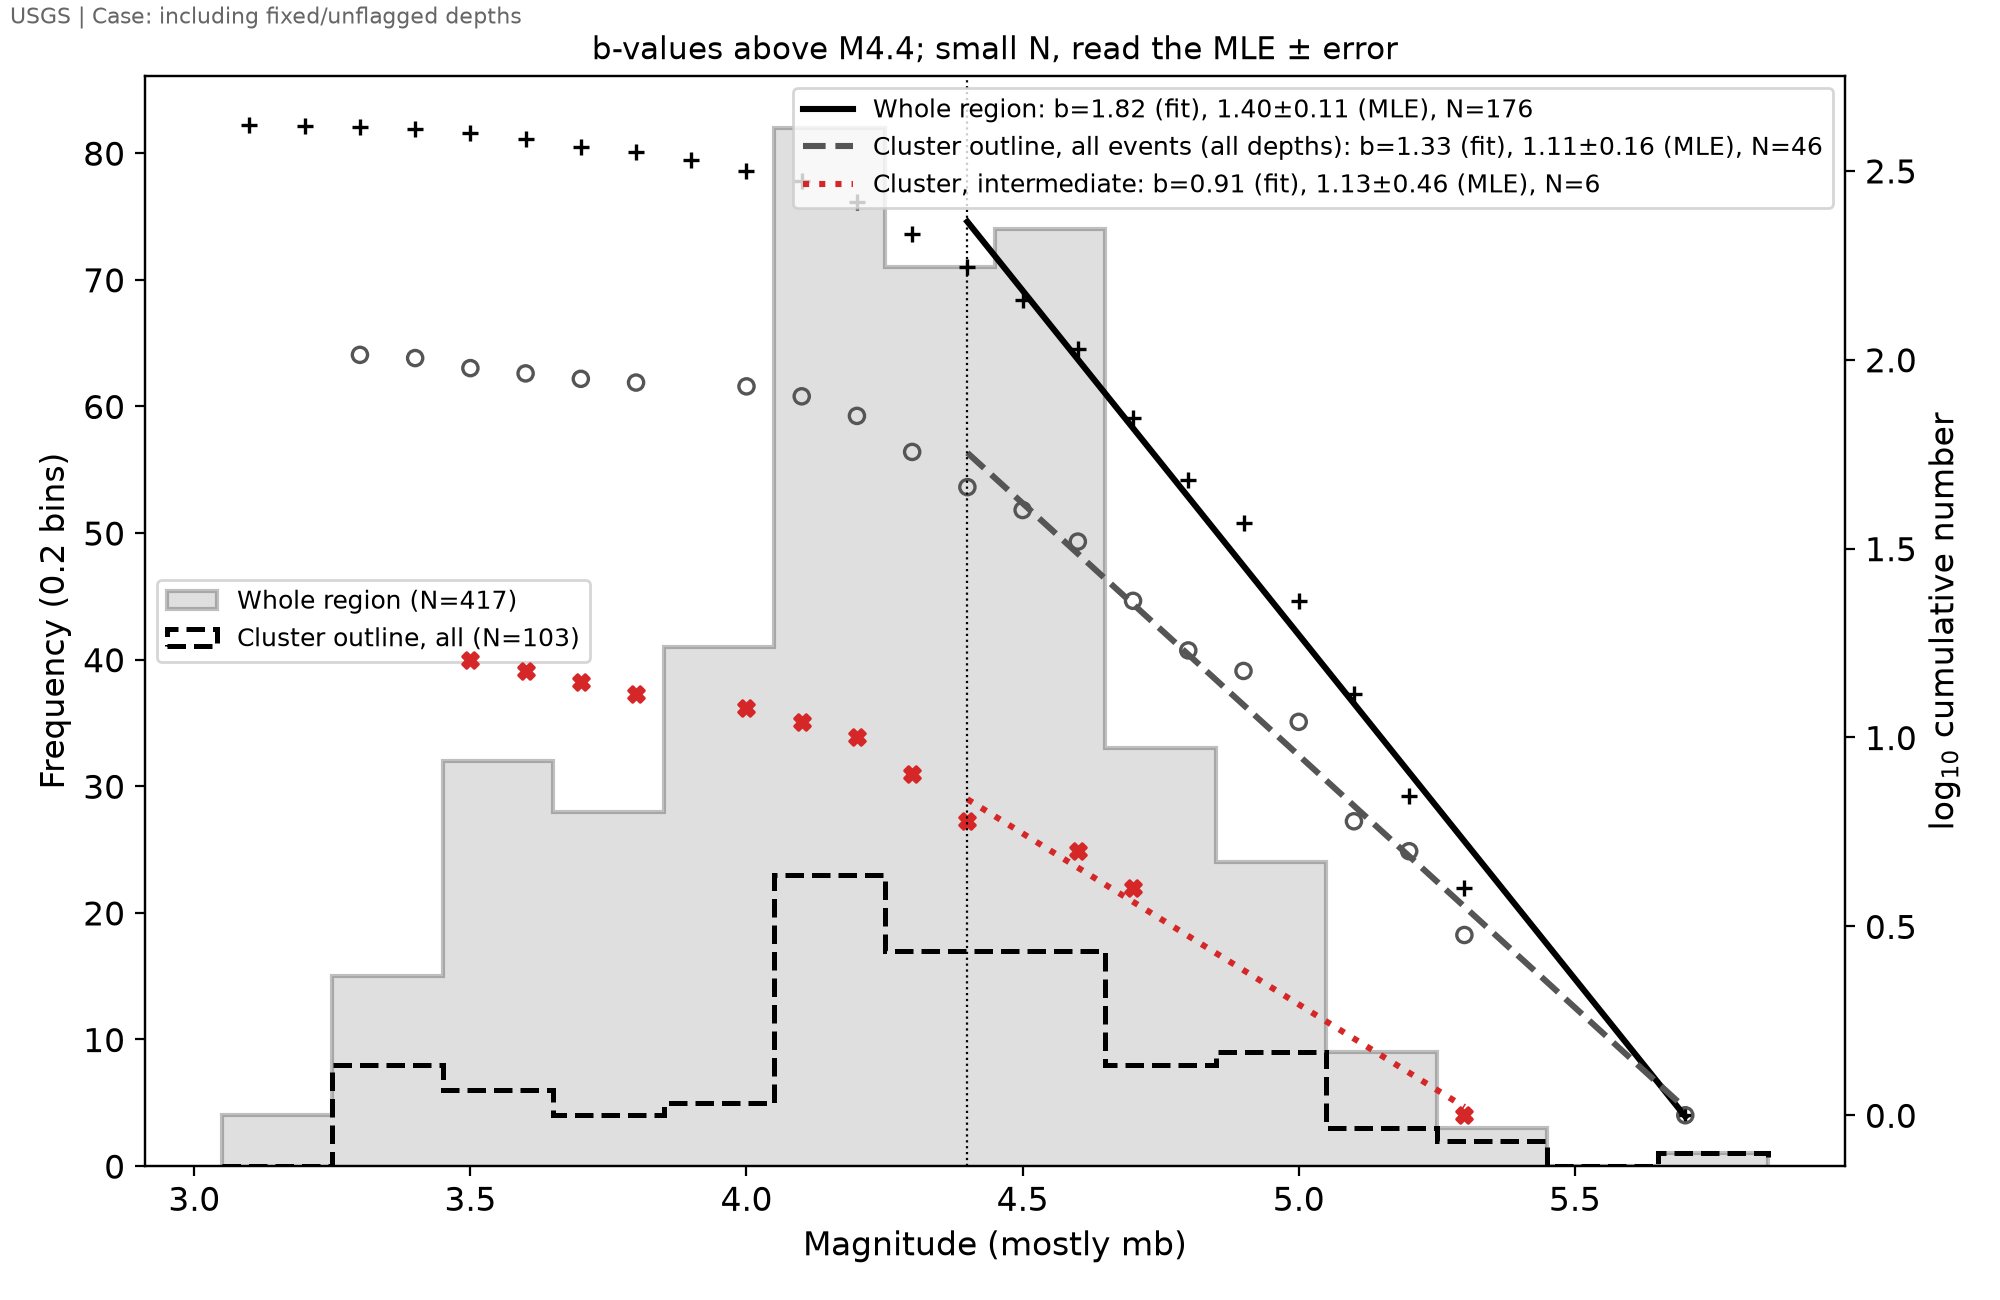 USGS | Case: including fixed/unflagged depths
b-values above M4.4; small N, read the MLE ± error
Whole region: b=1.82 (fit), 1.40±0.11 (MLE), N=176
Cluster outline, all events (all depths): b=1.33 (fit), 1.11±0.16 (MLE), N=46
Cluster, intermediate: b=0.91 (fit), 1.13±0.46 (MLE), N=6
Whole region (N=417)
Cluster outline, all (N=103)
Frequency (0.2 bins)
0
10
20
30
40
50
60
70
80
log₁₀ cumulative number
2.5
2.0
1.5
1.0
0.5
0.0
3.0 3.5 4.0 4.5 5.0 5.5
Magnitude (mostly mb)